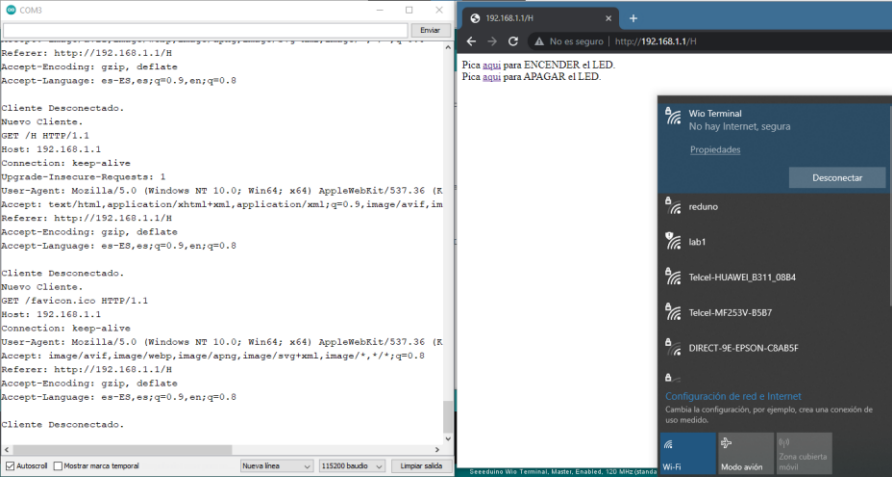 COM3
Enviar
Referer: http://192.168.1.1/H
Accept-Encoding: gzip, deflate
Accept-Language: es-ES,es;q=0.9,en;q=0.8
Cliente Desconectado.
Nuevo Cliente.
GET /H HTTP/1.1
Host: 192.168.1.1
Connection: keep-alive
Upgrade-Insecure-Requests: 1
User-Agent: Mozilla/5.0 (Windows NT 10.0; Win64; x64) AppleWebKit/537.36 (K
Accept: text/html,application/xhtml+xml,application/xml;q=0.9,image/avif,im
Referer: http://192.168.1.1/H
Accept-Encoding: gzip, deflate
Accept-Language: es-ES,es;q=0.9,en;q=0.8
Cliente Desconectado.
Nuevo Cliente.
GET /favicon.ico HTTP/1.1
Host: 192.168.1.1
Connection: keep-alive
User-Agent: Mozilla/5.0 (Windows NT 10.0; Win64; x64) AppleWebKit/537.36 (K
Accept: image/avif,image/webp,image/apng,image/svg+xml,image/*,*/*;q=0.8
Referer: http://192.168.1.1/H
Accept-Encoding: gzip, deflate
Accept-Language: es-ES,es;q=0.9,en;q=0.8
Cliente Desconectado.
Autoscroll Mostrar marca temporal Nueva línea 115200 baudio Limpiar salida
192.168.1.1/H
No es seguro | http://192.168.1.1/H
Pica aqui para ENCENDER el LED.
Pica aqui para APAGAR el LED.
Wio Terminal
No hay Internet, segura
Propiedades
Desconectar
reduno
lab1
Telcel-HUAWEI_B311_08B4
Telcel-MF253V-B5B7
DIRECT-9E-EPSON-C8AB5F
Configuración de red e Internet
Cambia la configuración, por ejemplo, crea una conexión de
uso medido.
Wi-Fi
Modo avión
Zona cubierta
móvil
Seeeduino Wio Terminal, Master, Enabled, 120 MHz (standa